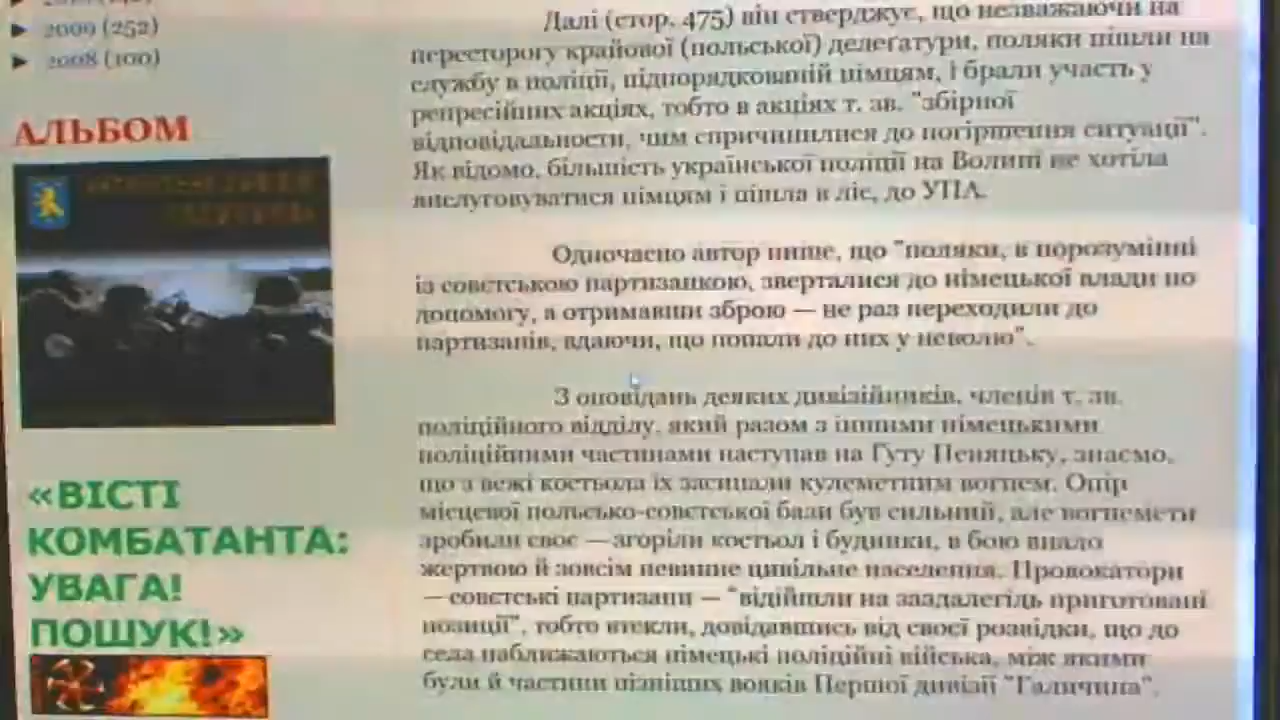 2009 (252)
2008 (100)
АЛЬБОМ
«ВІСТІ
КОМБАТАНТА:
УВАГА!
ПОШУК!»
Далі (стор. 475) він стверджує, що незважаючи на
пересторогу крайової (польської) делегатури, поляки пішли на
службу в поліції, підпорядкованій німцям, і брали участь у
репресійних акціях, тобто в акціях т. зв. "збірної
відповідальности, чим спричинилися до погіршення ситуації".
Як відомо, більшість української поліції на Волині не хотіла
вислуговуватися німцям і пішла в ліс, до УПА.
Одночасно автор пише, що "поляки, в порозумінні
із совєтською партизанкою, зверталися до німецької влади по
допомогу, а отримавши зброю — не раз переходили до
партизанів, вдаючи, що попали до них у неволю".
З оповідань деяких дивізійників, членів т. зв.
поліційного відділу, який разом з іншими німецькими
поліційними частинами наступав на Гуту Пеняцьку, знаємо,
що з вежі костьола їх засипали кулеметним вогнем. Опір
місцевої польсько-совєтської бази був сильний, але вогнемети
зробили своє — згоріли костьол і будинки, в бою впало
жертвою й зовсім невинне цивільне населення. Провокатори
—совєтські партизани — "відійшли на заздалегідь приготовані
позиції", тобто втекли, довідавшись від своєї розвідки, що до
села наближаються німецькі поліційні війська, між якими
були й частини пізніших вояків Першої дивізії "Галичина".